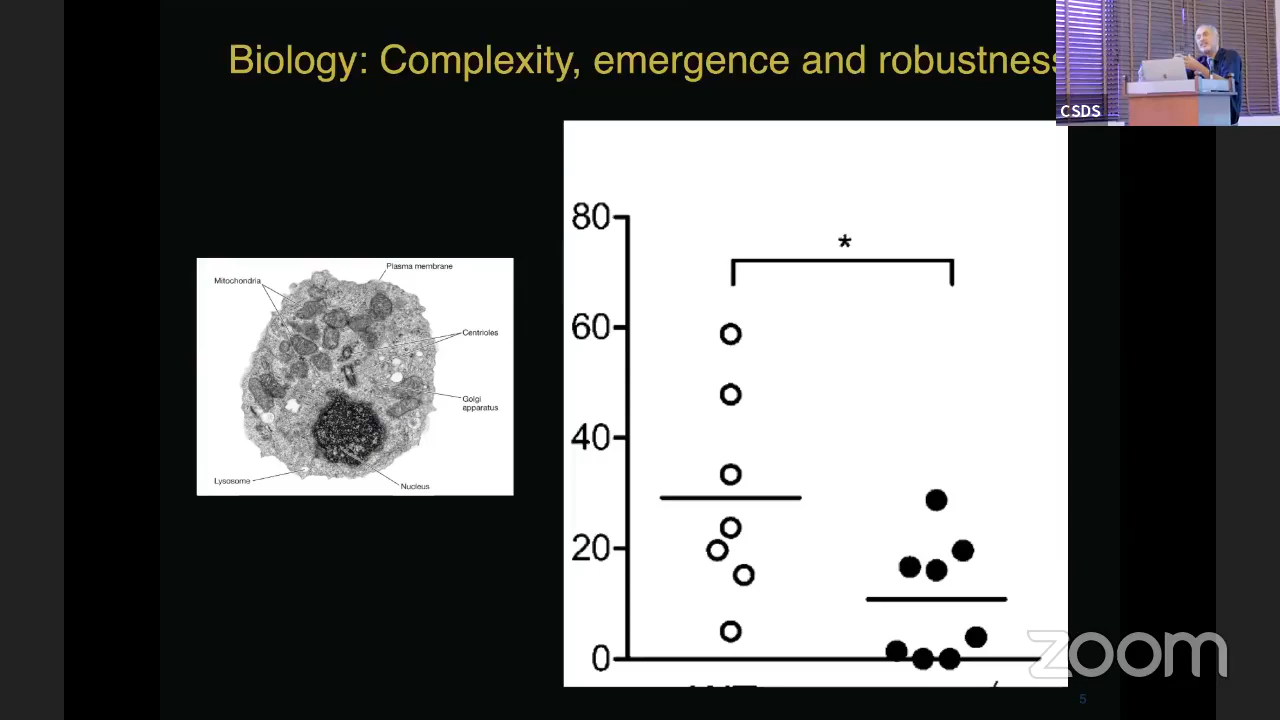 Biology: Complexity, emergence and robustness
CSDS
Plasma membrane
Mitochondria
Centrioles
Golgi
apparatus
Lysosome
Nucleus
80
*
60
40
20
0
zoom
5